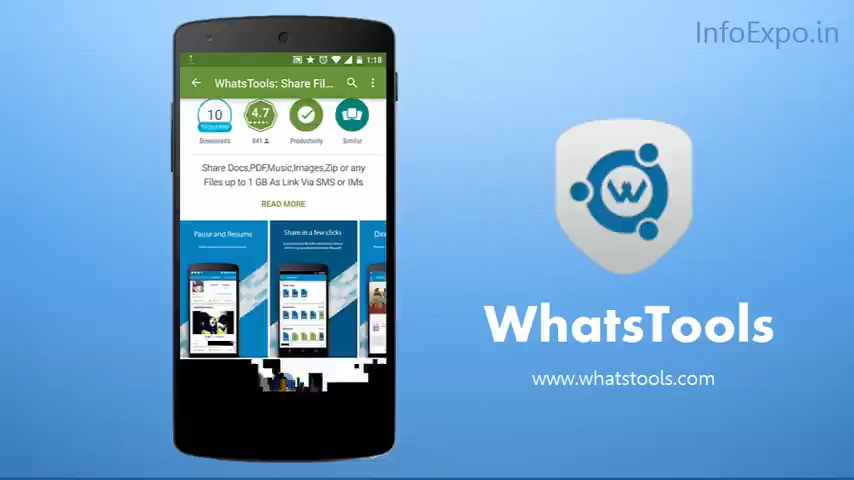 InfoExpo.in
1:18
WhatsTools: Share Fil...
10
4.7
Downloads
841
Productivity
Similar
Share Docs,PDF,Music,Images,Zip or any
Files up to 1 GB As Link Via SMS or IMs
READ MORE
Pause and Resume
Share in a few clicks
Dire
W
WhatsTools
www.whatstools.com